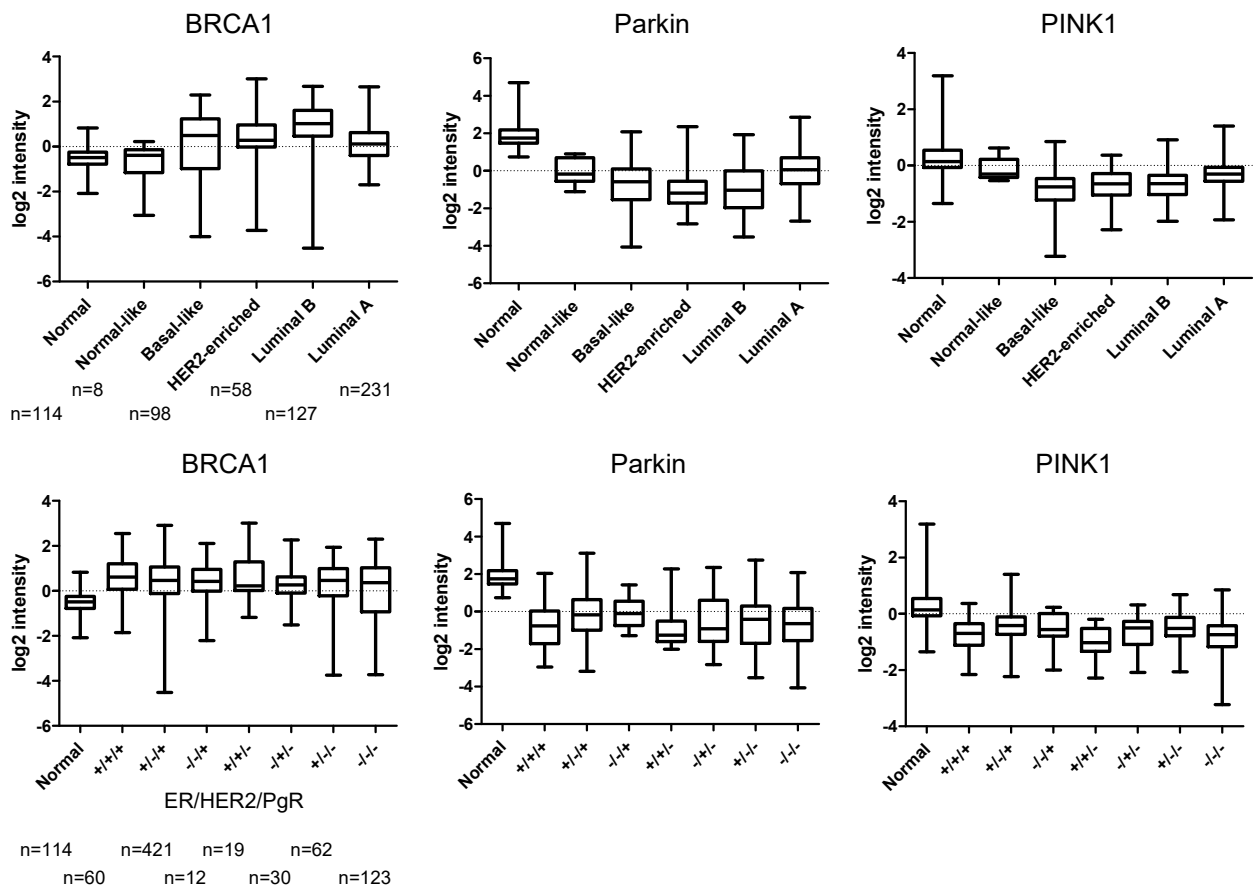 BRCA1
4
2
0
-2
-4
-6
log2 intensity
Normal
Normal-like
Basal-like
HER2-enriched
Luminal B
Luminal A
n=8
n=58
n=231
n=114
n=98
n=127
Parkin
6
4
2
0
-2
-4
-6
log2 intensity
Normal
Normal-like
Basal-like
HER2-enriched
Luminal B
Luminal A
PINK1
4
2
0
-2
-4
log2 intensity
Normal
Normal-like
Basal-like
HER2-enriched
Luminal B
Luminal A
BRCA1
4
2
0
-2
-4
-6
log2 intensity
Normal
+/+/+
+/-/+
-/-/+
+/+/-
-/+/-
+/-/-
-/-/-
ER/HER2/PgR
n=114
n=421
n=19
n=62
n=60
n=12
n=30
n=123
Parkin
6
4
2
0
-2
-4
-6
log2 intensity
Normal
+/+/+
+/-/+
-/-/+
+/+/-
-/+/-
+/-/-
-/-/-
PINK1
4
2
0
-2
-4
log2 intensity
Normal
+/+/+
+/-/+
-/-/+
+/+/-
-/+/-
+/-/-
-/-/-